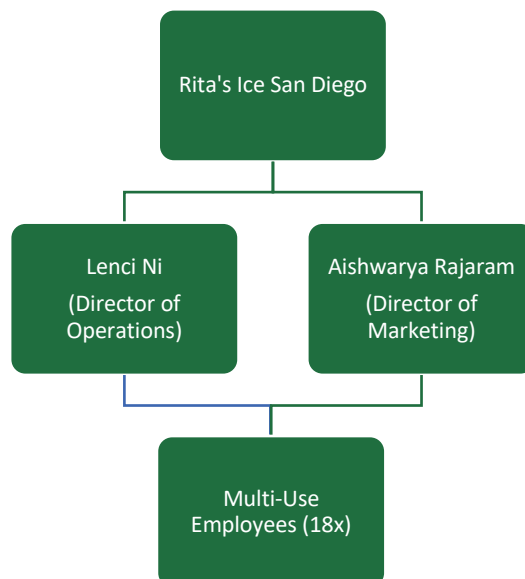 Rita's Ice San Diego
Lenci Ni
(Director of
Operations)
Aishwarya Rajaram
(Director of
Marketing)
Multi-Use
Employees (18x)